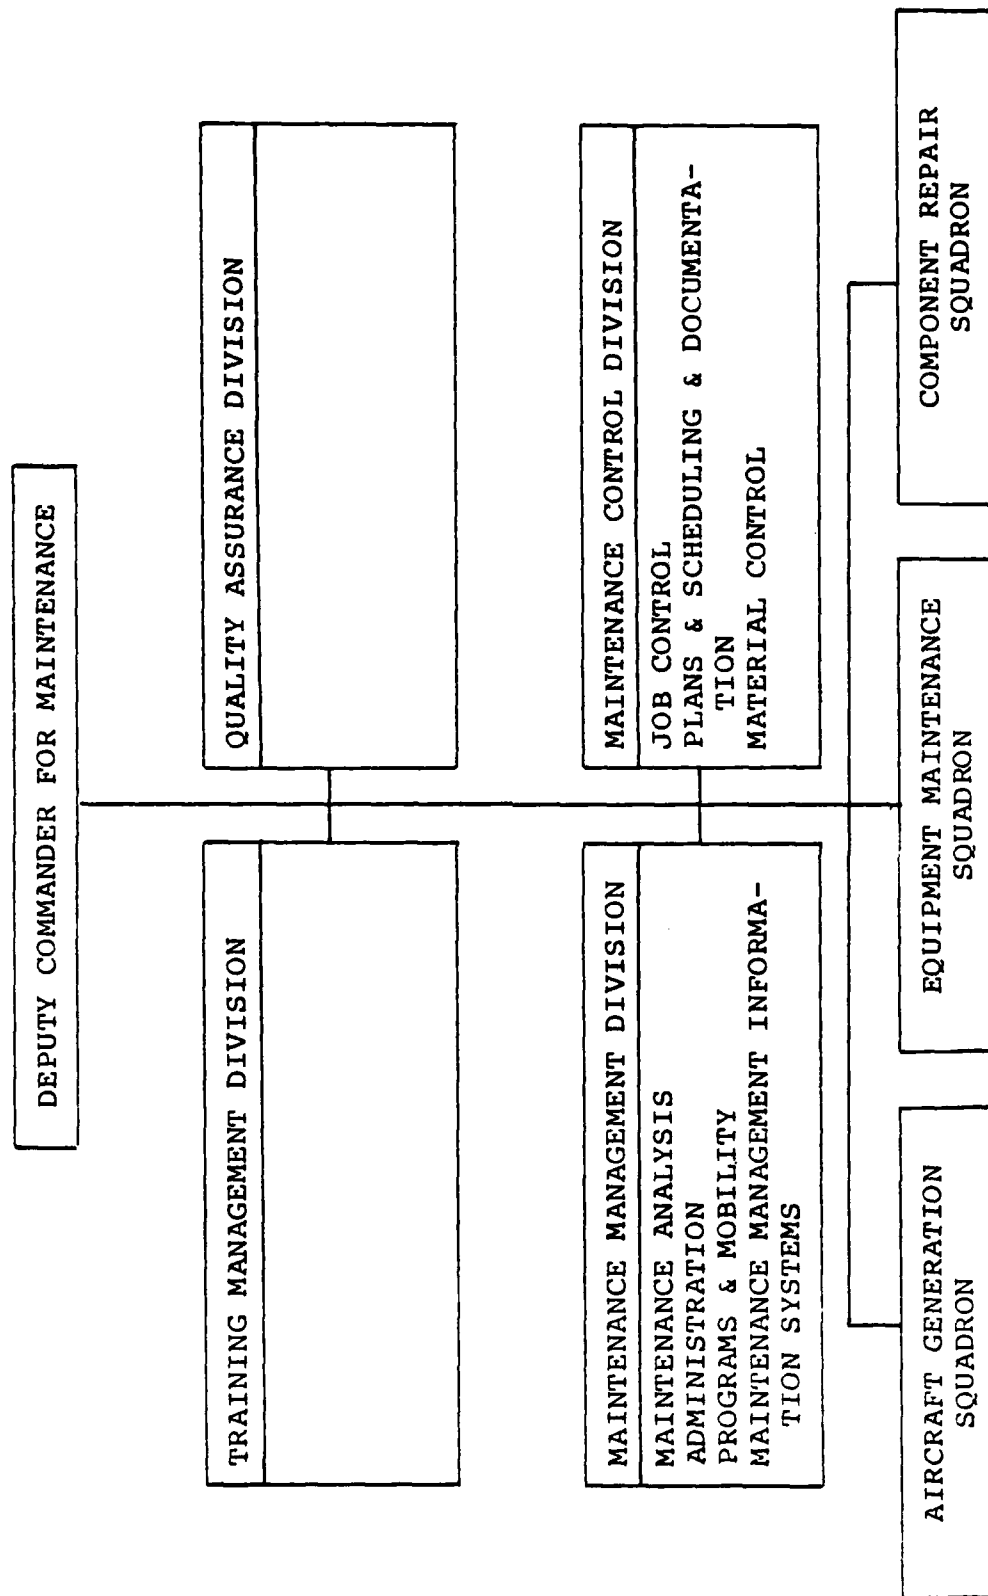 DEPUTY COMMANDER FOR MAINTENANCE
TRAINING MANAGEMENT DIVISION
QUALITY ASSURANCE DIVISION
MAINTENANCE MANAGEMENT DIVISION
MAINTENANCE ANALYSIS
ADMINISTRATION
PROGRAMS & MOBILITY
MAINTENANCE MANAGEMENT INFORMA-
TION SYSTEMS
MAINTENANCE CONTROL DIVISION
JOB CONTROL
PLANS & SCHEDULING & DOCUMENTA-
TION
MATERIAL CONTROL
AIRCRAFT GENERATION
SQUADRON
EQUIPMENT MAINTENANCE
SQUADRON
COMPONENT REPAIR
SQUADRON